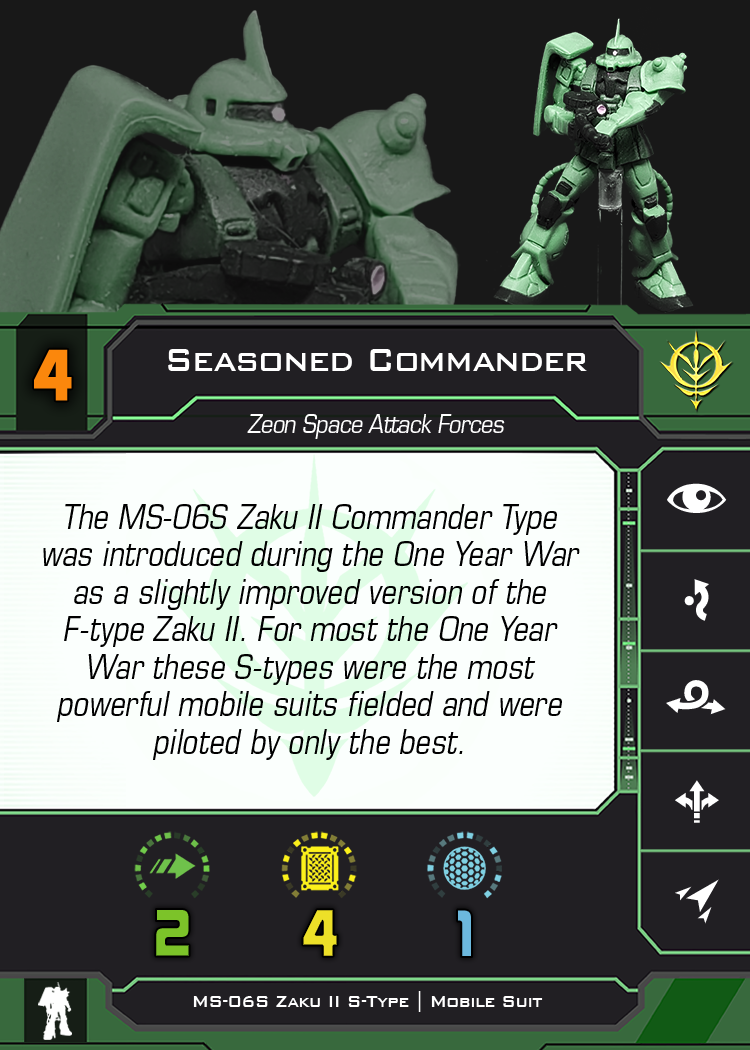 4
Seasoned Commander
Zeon Space Attack Forces
The MS-06S Zaku II Commander Type
was introduced during the One Year War
as a slightly improved version of the
F-type Zaku II. For most the One Year
War these S-types were the most
powerful mobile suits fielded and were
piloted by only the best.
2 4 1
MS-06S Zaku II S-Type | Mobile Suit